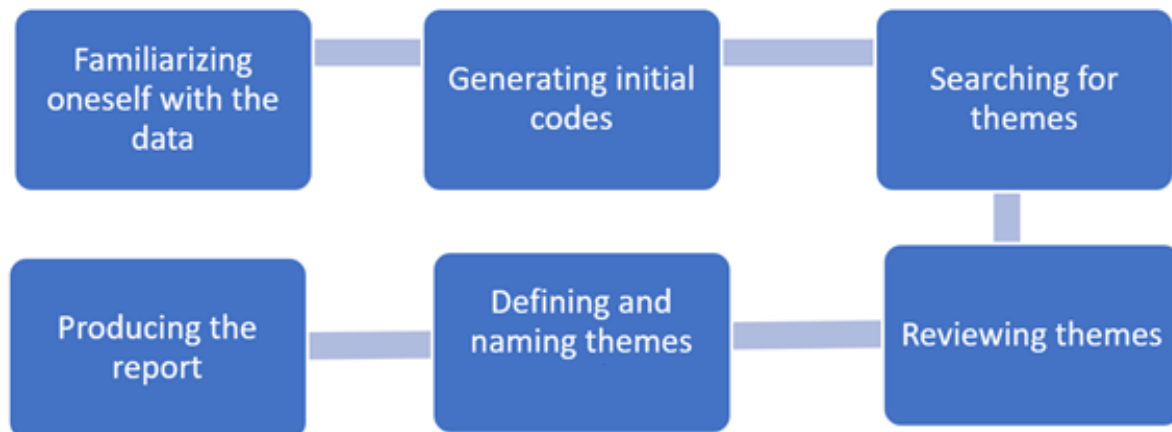 Familiarizing
oneself with the
data
Generating initial
codes
Searching for
themes
Reviewing themes
Defining and
naming themes
Producing the
report